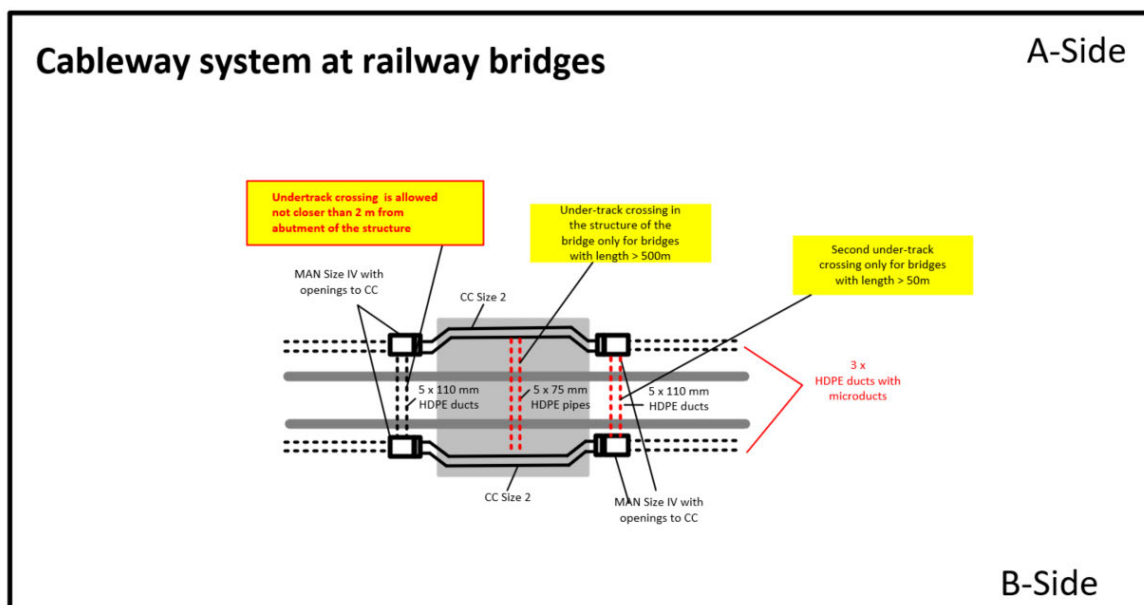 Cableway system at railway bridges
A-Side
Undertrack crossing is allowed
not closer than 2 m from
abutment of the structure
Under-track crossing in
the structure of the
bridge only for bridges
with length > 500m
Second under-track
crossing only for bridges
with length > 50m
MAN Size IV with
openings to CC
CC Size 2
5 x 110 mm
HDPE ducts
5 x 75 mm
HDPE pipes
5 x 110 mm
HDPE ducts
3 x
HDPE ducts with
microducts
CC Size 2
MAN Size IV with
openings to CC
B-Side